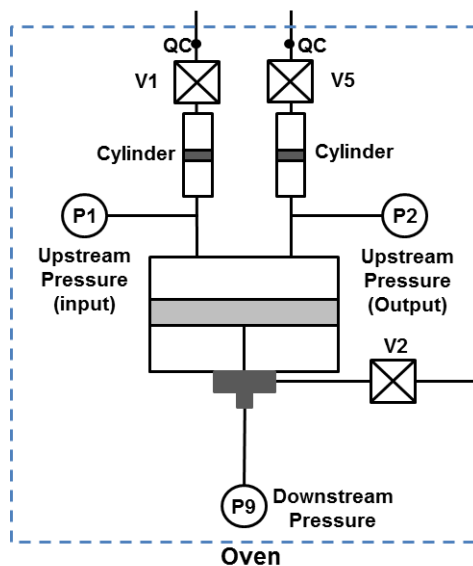 QC
QC
V1
V5
Cylinder
Cylinder
P1
P2
Upstream
Pressure
(input)
Upstream
Pressure
(Output)
V2
P9
Downstream
Pressure
Oven